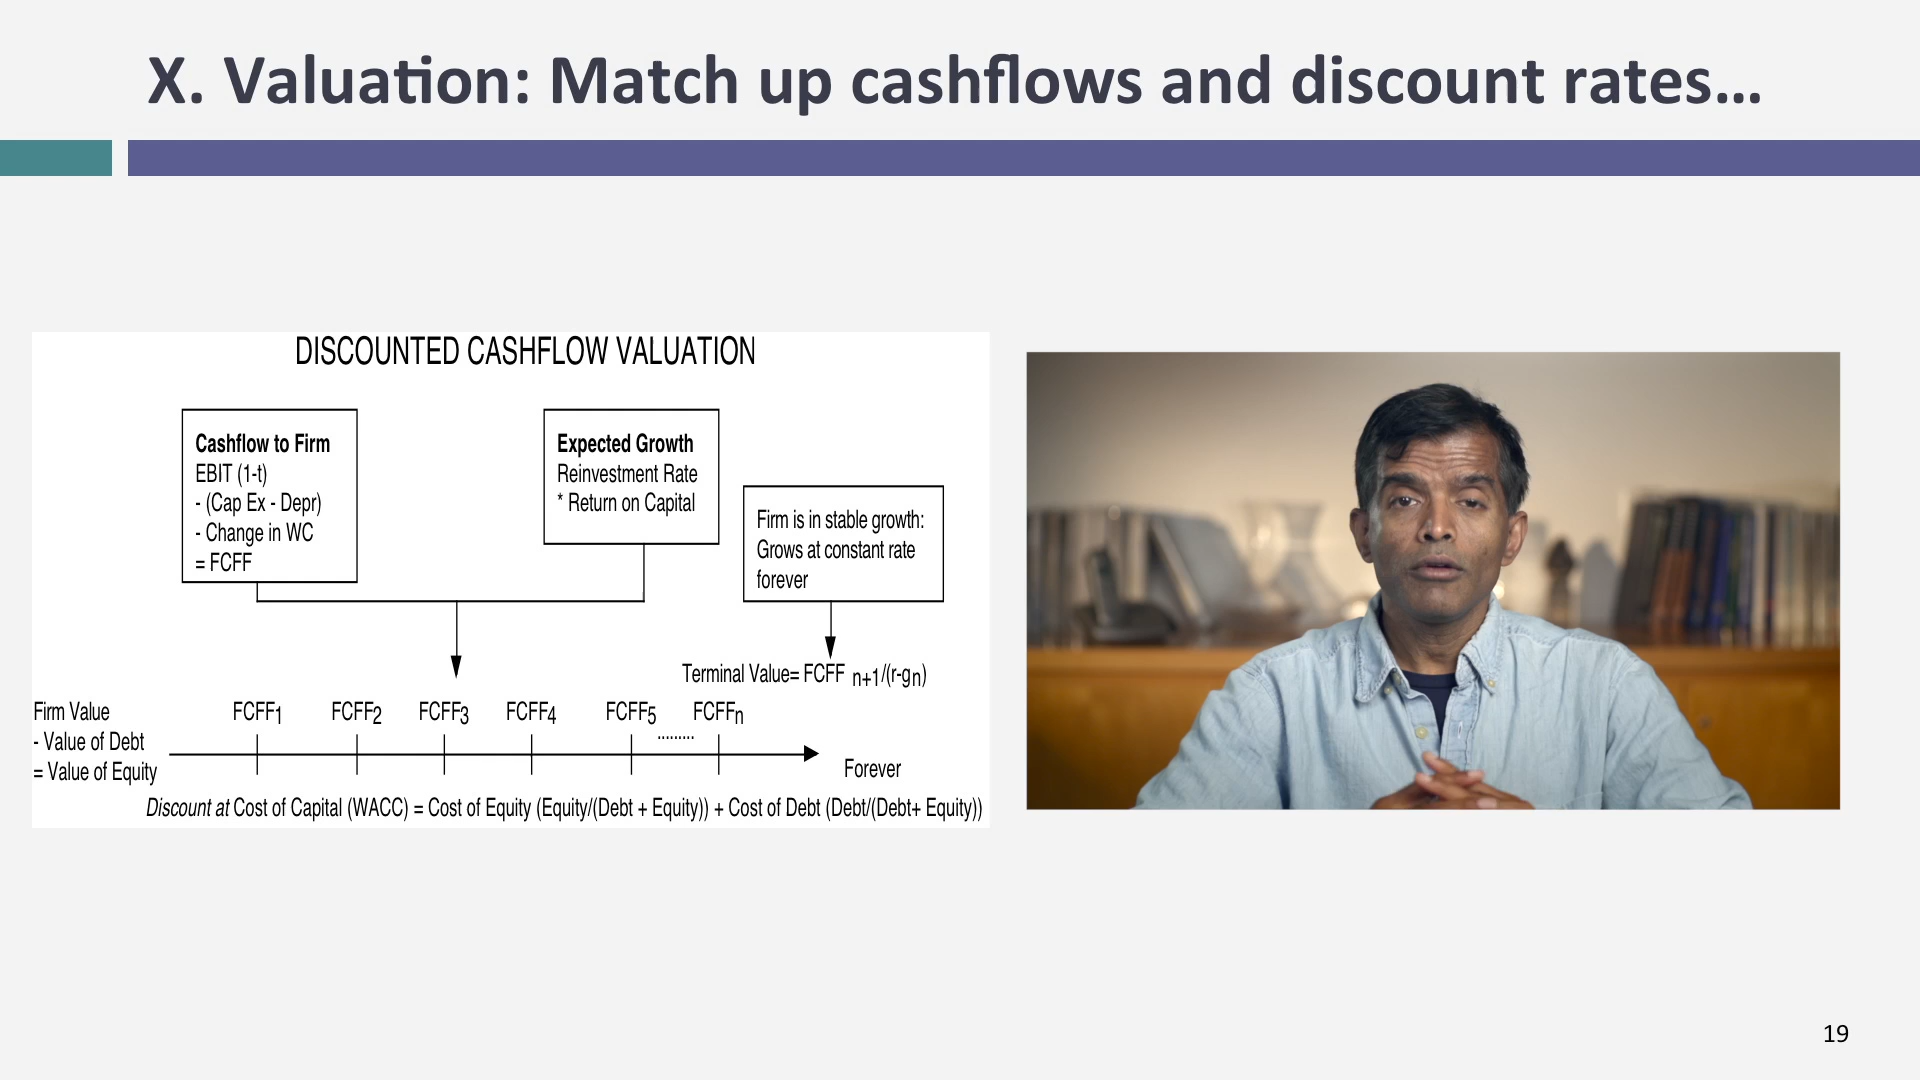 X. Valuation: Match up cashflows and discount rates…
DISCOUNTED CASHFLOW VALUATION
Cashflow to Firm
EBIT (1-t)
- (Cap Ex - Depr)
- Change in WC
= FCFF
Expected Growth
Reinvestment Rate
* Return on Capital
Firm is in stable growth:
Grows at constant rate
forever
Terminal Value= FCFF n+1/(r-gn)
FCFF1 FCFF2 FCFF3 FCFF4 FCFF5 ......... FCFFn
Firm Value
- Value of Debt
= Value of Equity
Forever
Discount at Cost of Capital (WACC) = Cost of Equity (Equity/(Debt + Equity)) + Cost of Debt (Debt/(Debt+ Equity))
19